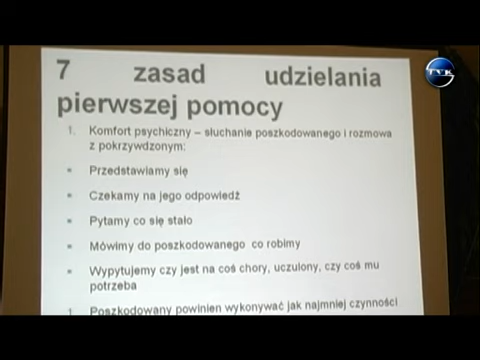 TVK
7 zasad udzielania
pierwszej pomocy
1. Komfort psychiczny – słuchanie poszkodowanego i rozmowa
z pokrzywdzonym:
Przedstawiamy się
Czekamy na jego odpowiedź
Pytamy co się stało
Mówimy do poszkodowanego co robimy
Wypytujemy czy jest na coś chory, uczulony, czy coś mu
potrzeba
1. Poszkodowany powinien wykonywać jak najmniej czynności